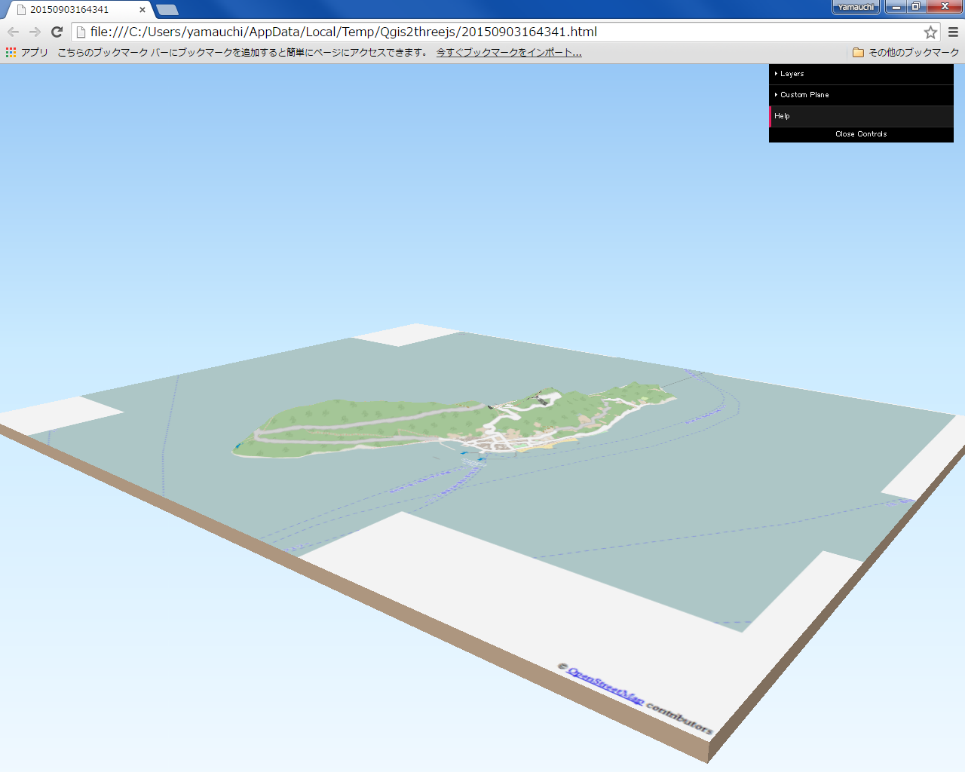 20150903164341
Yamauchi
file:///C:/Users/yamauchi/AppData/Local/Temp/Qgis2threejs/20150903164341.html
アプリ こちらのブックマーク バーにブックマークを追加すると簡単にページにアクセスできます。 今すぐブックマークをインポート... その他のブックマーク
Layers
Custom Plane
Help
Close Controls
© OpenStreetMap contributors